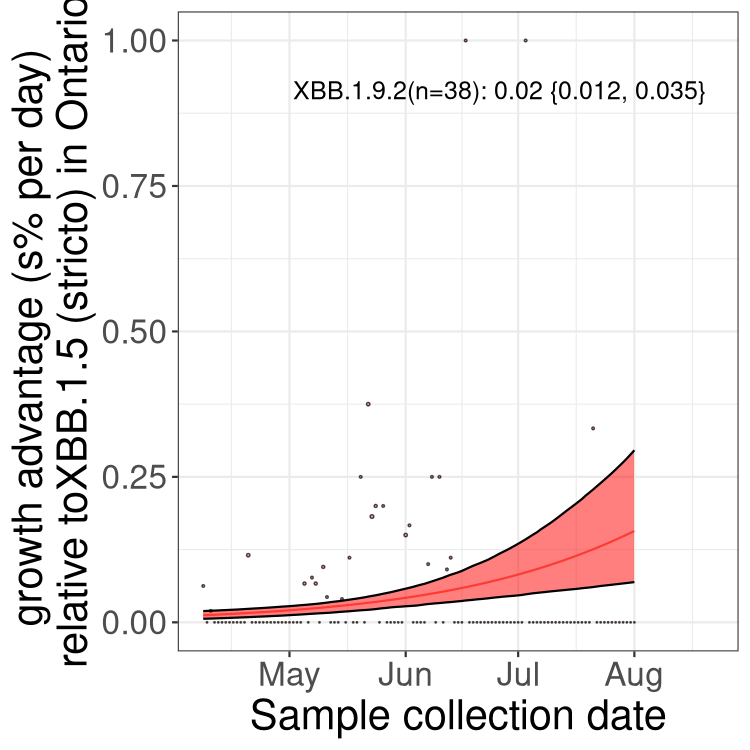 growth advantage (s% per day)
relative toXBB.1.5 (stricto) in Ontario
1.00
0.75
0.50
0.25
0.00
XBB.1.9.2(n=38): 0.02 {0.012, 0.035}
May Jun Jul Aug
Sample collection date